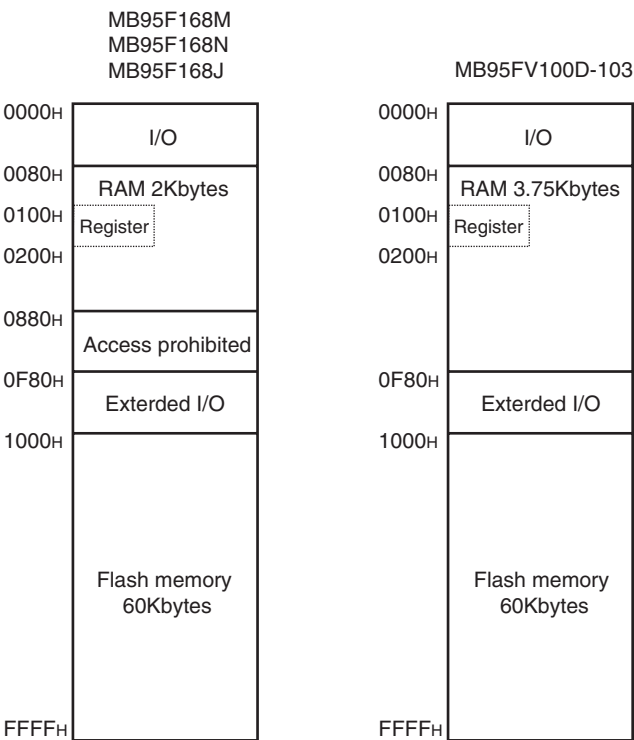 MB95F168M
MB95F168N
MB95F168J
0000H
I/O
0080H
RAM 2Kbytes
0100H
Register
0200H
0880H
Access prohibited
0F80H
Exterded I/O
1000H
Flash memory
60Kbytes
FFFFH
MB95FV100D-103
0000H
I/O
0080H
RAM 3.75Kbytes
0100H
Register
0200H
0F80H
Exterded I/O
1000H
Flash memory
60Kbytes
FFFFH